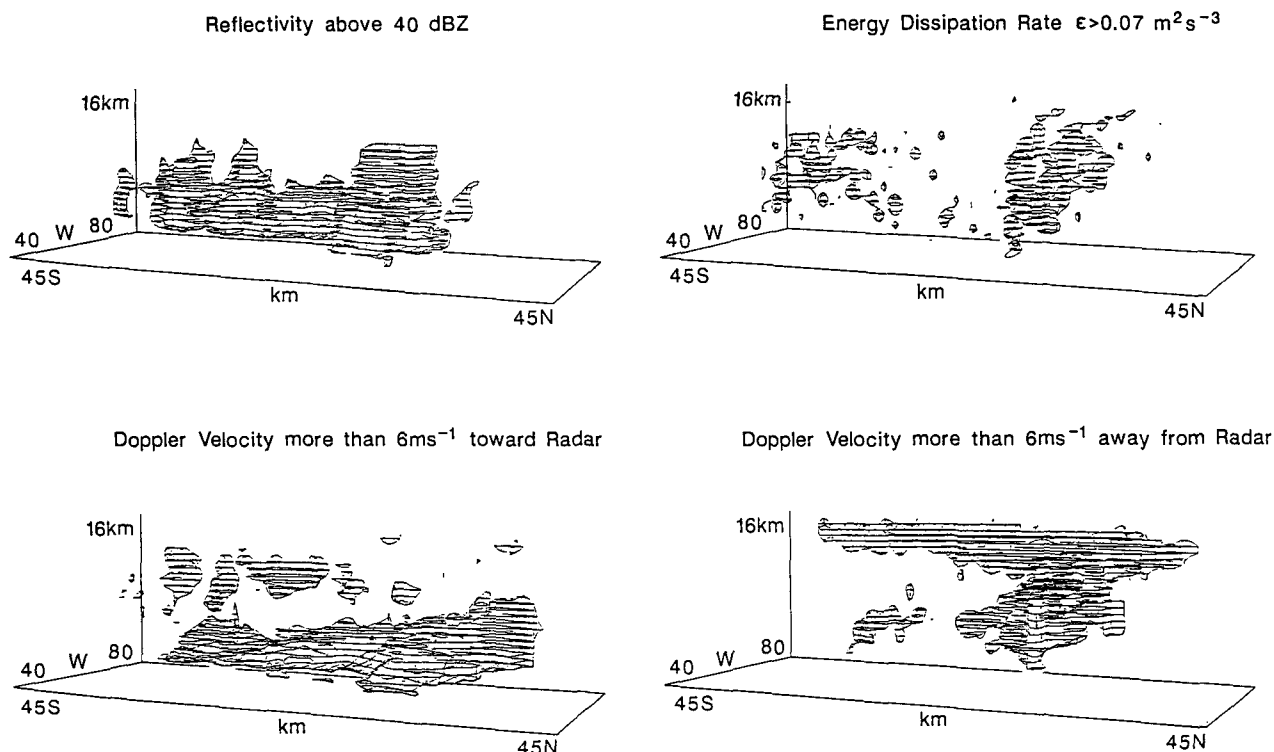 Reflectivity above 40 dBZ
16km
40 W 80
45S
km
45N
Energy Dissipation Rate ε>0.07 m²s⁻³
16km
40 W 80
45S
km
45N
Doppler Velocity more than 6ms⁻¹ toward Radar
16km
40 W 80
45S
km
45N
Doppler Velocity more than 6ms⁻¹ away from Radar
16km
40 W 80
45S
km
45N